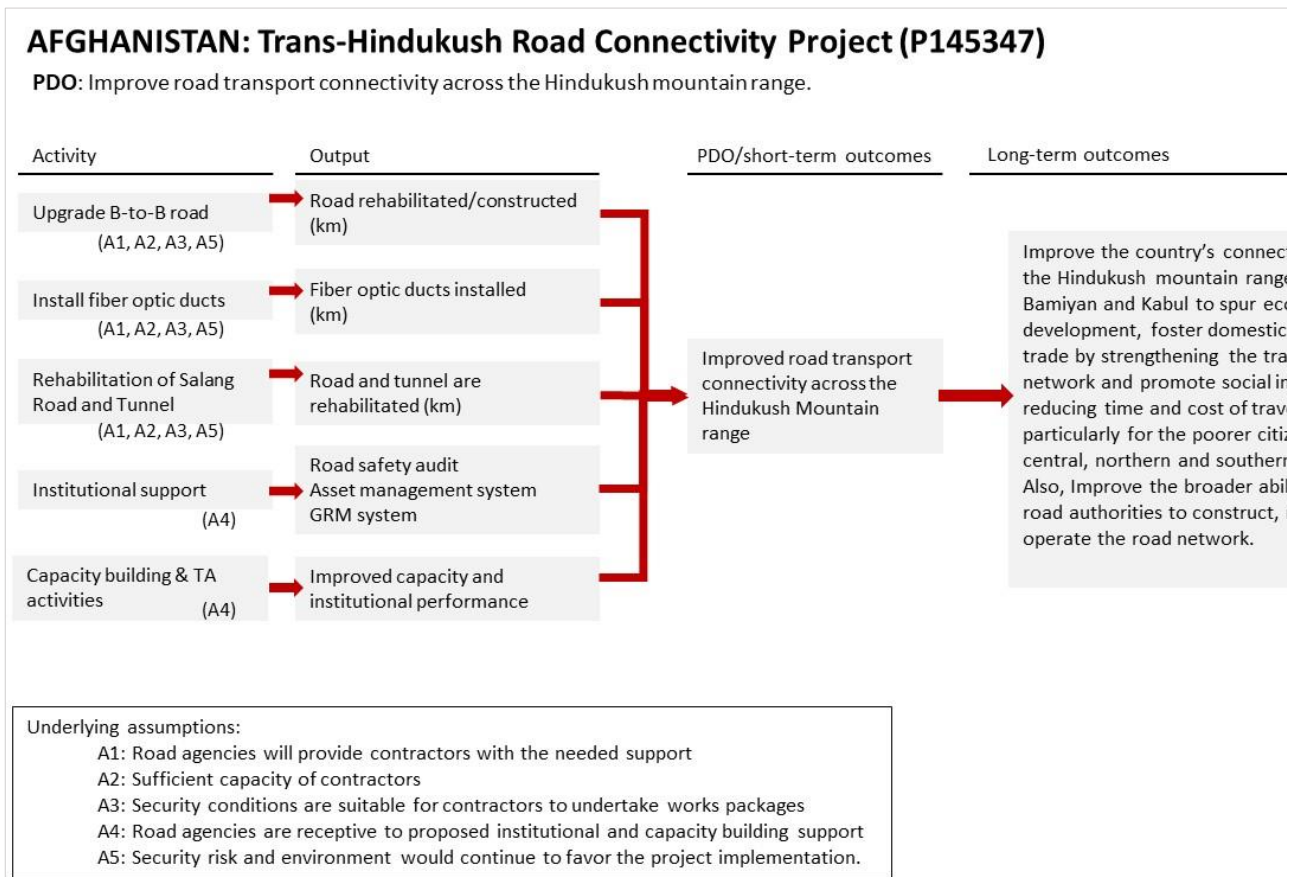 AFGHANISTAN: Trans-Hindukush Road Connectivity Project (P145347)
PDO: Improve road transport connectivity across the Hindukush mountain range.
Activity
Output
PDO/short-term outcomes
Long-term outcomes
Upgrade B-to-B road
(A1, A2, A3, A5)
Road rehabilitated/constructed
(km)
Install fiber optic ducts
(A1, A2, A3, A5)
Fiber optic ducts installed
(km)
Rehabilitation of Salang
Road and Tunnel
(A1, A2, A3, A5)
Road and tunnel are
rehabilitated (km)
Institutional support
(A4)
Road safety audit
Asset management system
GRM system
Capacity building & TA
activities
(A4)
Improved capacity and
institutional performance
Improved road transport
connectivity across the
Hindukush Mountain
range
Improve the country's
the Hindukush mountain
Bamiyan and Kabul to spur
development, foster domestic
trade by strengthening the
network and promote social
reducing time and cost of
particularly for the poorer
central, northern and
Also, Improve the broader
road authorities to construct,
operate the road network.
Underlying assumptions:
A1: Road agencies will provide contractors with the needed support
A2: Sufficient capacity of contractors
A3: Security conditions are suitable for contractors to undertake works packages
A4: Road agencies are receptive to proposed institutional and capacity building support
A5: Security risk and environment would continue to favor the project implementation.